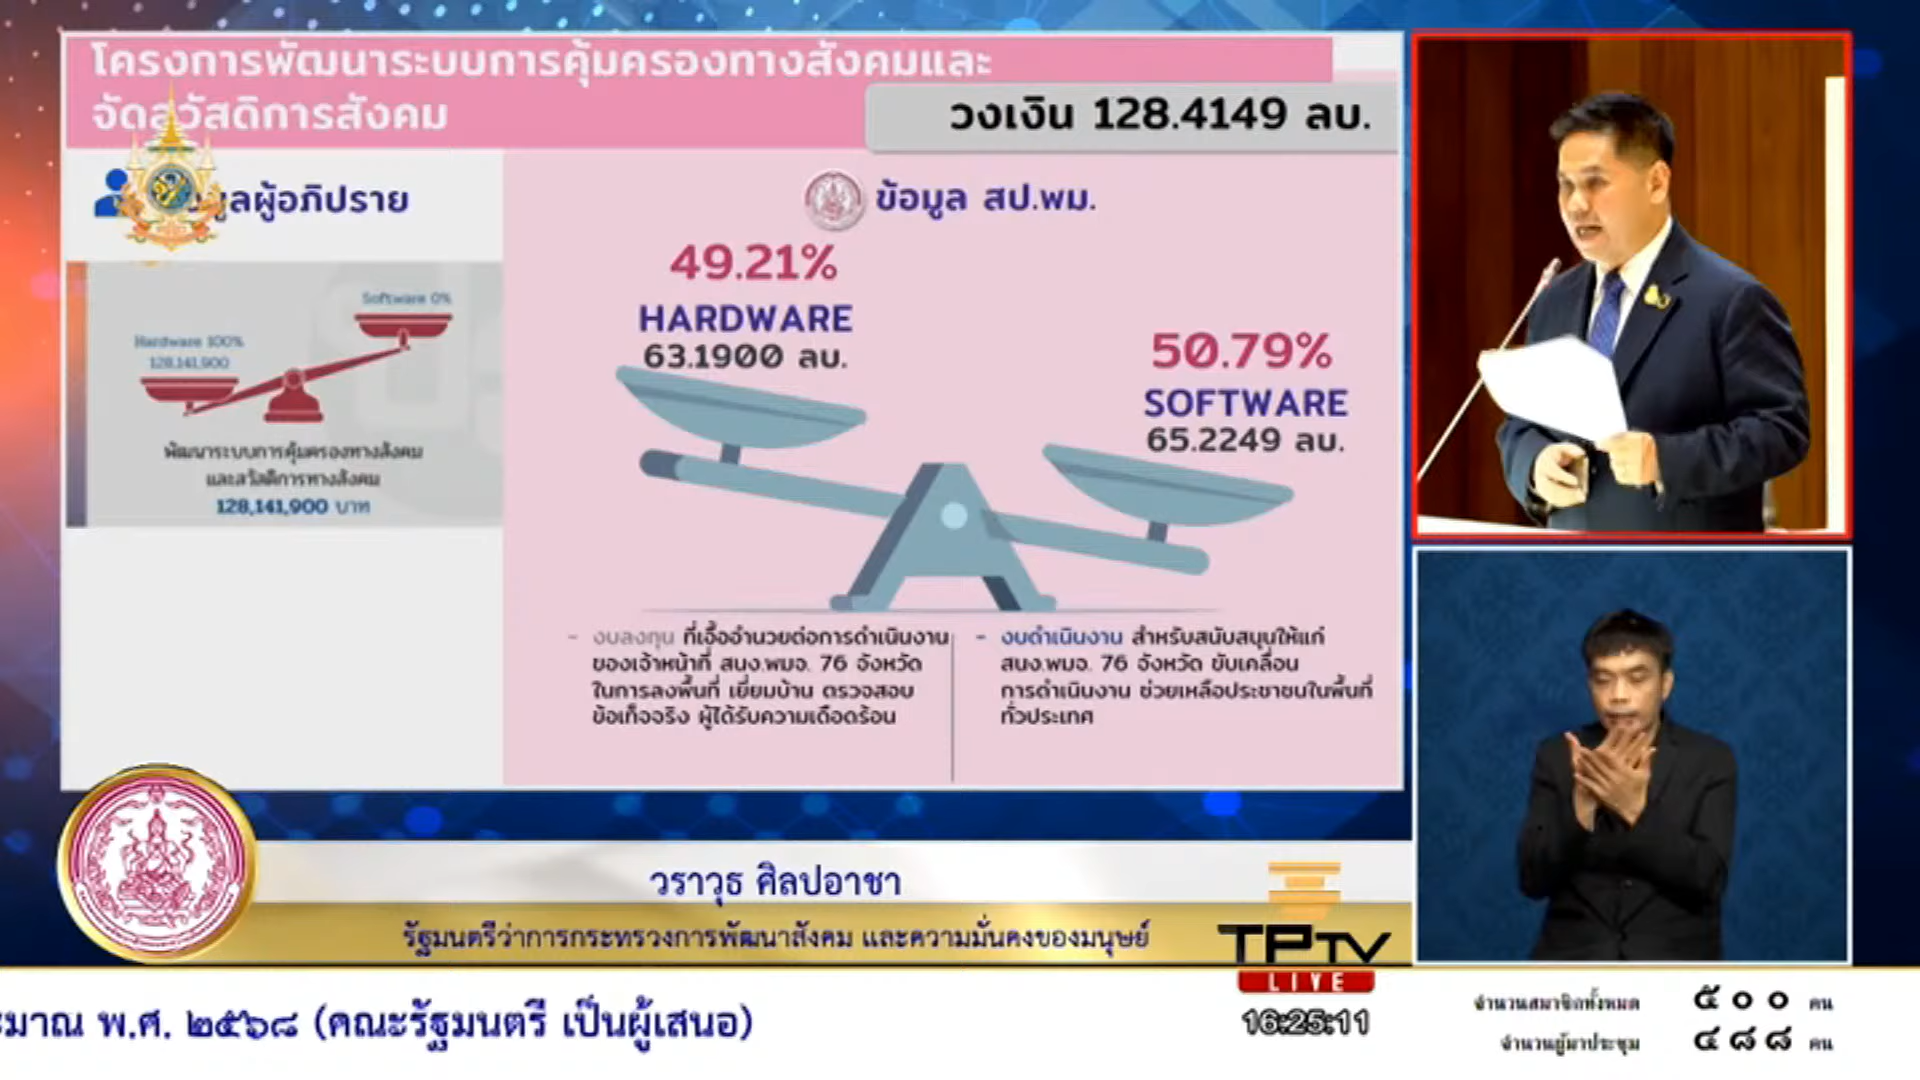 โครงการพัฒนาระบบการคุ้มครองทางสังคมและ
จัดสวัสดิการสังคม
วงเงิน 128.4149 ลบ.
ผู้อภิปราย
Software 0%
Hardware 100%
128,141,900
พัฒนาระบบการคุ้มครองทางสังคม
และสวัสดิการทางสังคม
128,141,900 บาท
ข้อมูล สป.พม.
49.21%
HARDWARE
63.1900 ลบ.
50.79%
SOFTWARE
65.2249 ลบ.
- งบลงทุน ที่เอื้ออำนวยต่อการดำเนินงาน
ของเจ้าหน้าที่ สนง.พมจ. 76 จังหวัด
ในการลงพื้นที่ เยี่ยมบ้าน ตรวจสอบ
ข้อเท็จจริง ผู้ได้รับความเดือดร้อน
- งบดำเนินงาน สำหรับสนับสนุนให้แก่
สนง.พมจ. 76 จังหวัด ขับเคลื่อน
การดำเนินงาน ช่วยเหลือประชาชนในพื้นที่
ทั่วประเทศ
วราวุธ ศิลปอาชา
รัฐมนตรีว่าการกระทรวงการพัฒนาสังคม และความมั่นคงของมนุษย์
TPTV
LIVE
16:25:11
มาณ พ.ศ. ๒๕๖๘ (คณะรัฐมนตรี เป็นผู้เสนอ)
จำนวนสมาชิกทั้งหมด ๕๐๐ คน
จำนวนผู้มาประชุม ๔๘๘ คน